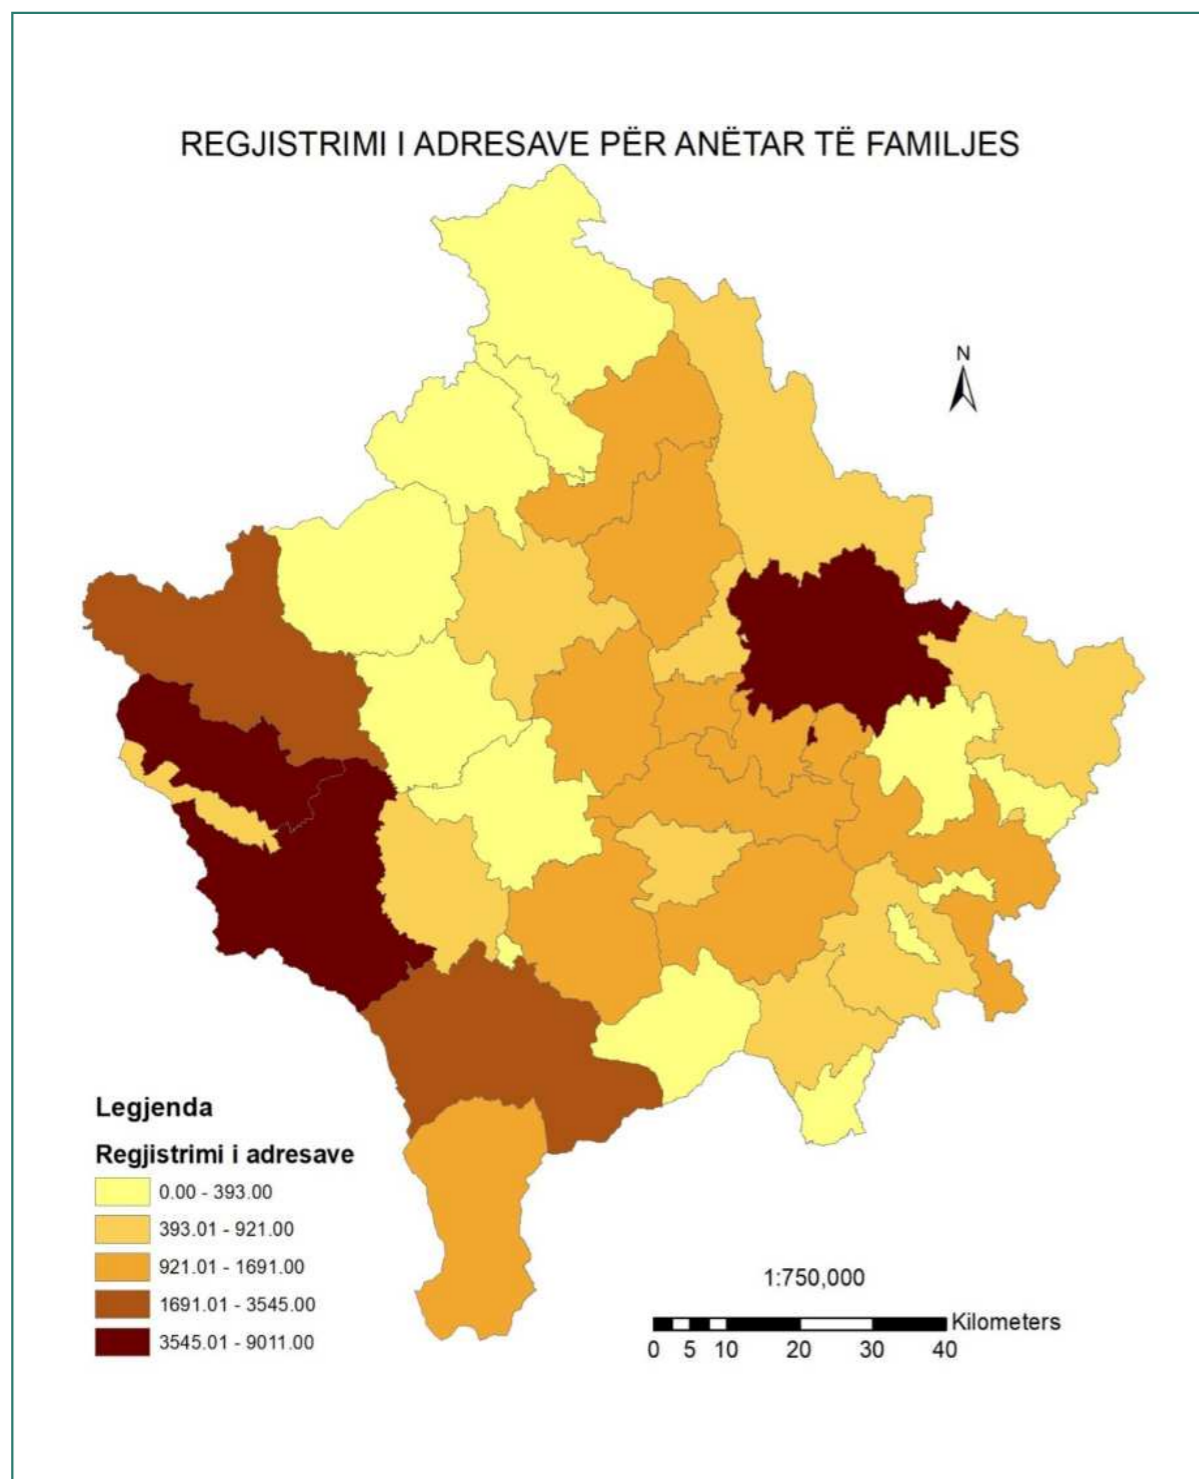 REGJISTRIMI I ADRESAVE PËR ANËTAR TË FAMILJES
N
Legjenda
Regjistrimi i adresave
0.00 - 393.00
393.01 - 921.00
921.01 - 1691.00
1691.01 - 3545.00
3545.01 - 9011.00
1:750,000
Kilometers
0 5 10 20 30 40